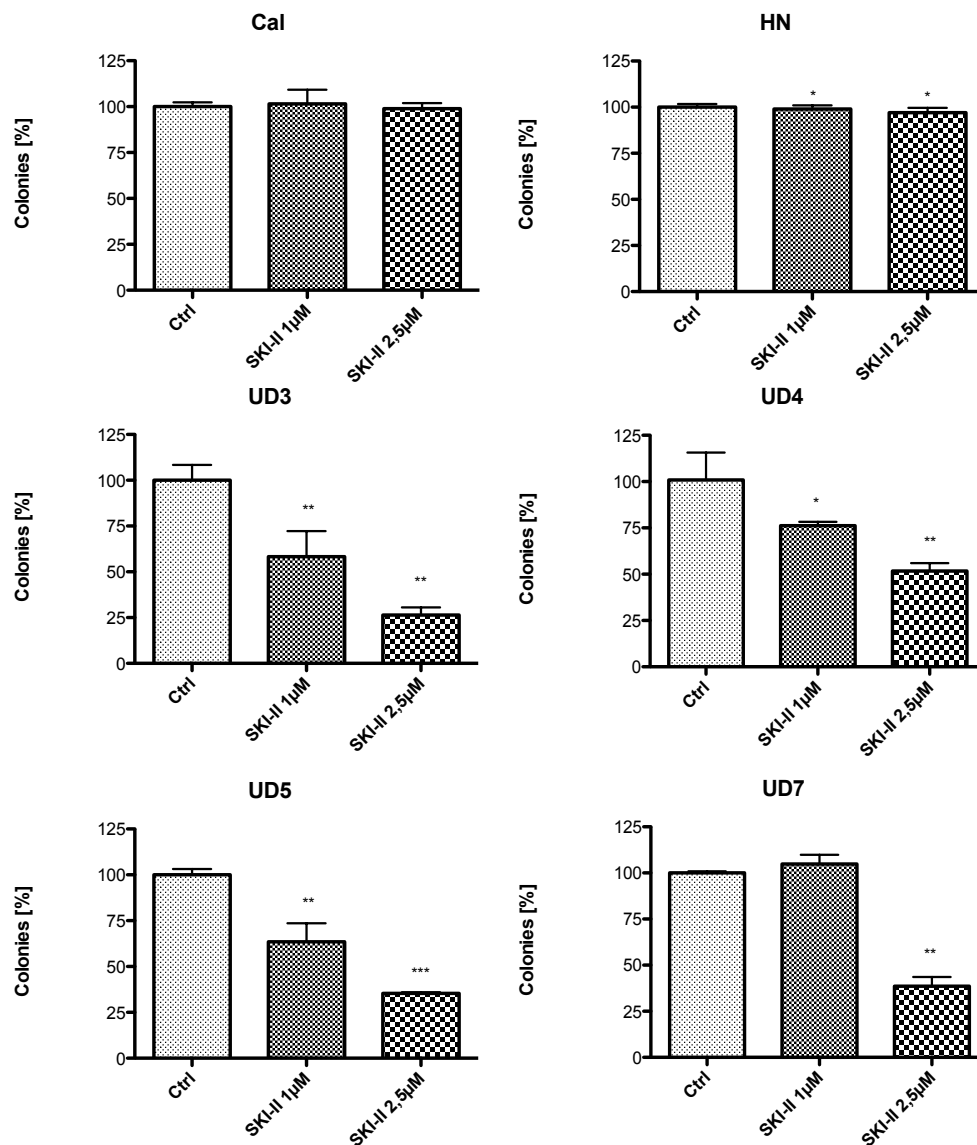 Cal
Colonies [%]
125
100
75
50
25
0
Ctrl
SKI-II 1µM
SKI-II 2,5µM
HN
Colonies [%]
125
100
75
50
25
0
*
*
Ctrl
SKI-II 1µM
SKI-II 2,5µM
UD3
Colonies [%]
125
100
75
50
25
0
**
**
Ctrl
SKI-II 1µM
SKI-II 2,5µM
UD4
Colonies [%]
125
100
75
50
25
0
*
**
Ctrl
SKI-II 1µM
SKI-II 2,5µM
UD5
Colonies [%]
125
100
75
50
25
0
**
***
Ctrl
SKI-II 1µM
SKI-II 2,5µM
UD7
Colonies [%]
125
100
75
50
25
0
**
Ctrl
SKI-II 1µM
SKI-II 2,5µM